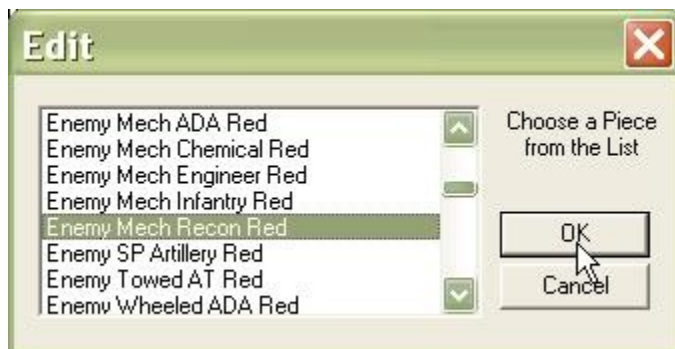 Edit
Enemy Mech ADA Red
Enemy Mech Chemical Red
Enemy Mech Engineer Red
Enemy Mech Infantry Red
Enemy Mech Recon Red
Enemy SP Artillery Red
Enemy Towed AT Red
Enemy Wheeled ADA Red
Choose a Piece
from the List
OK
Cancel